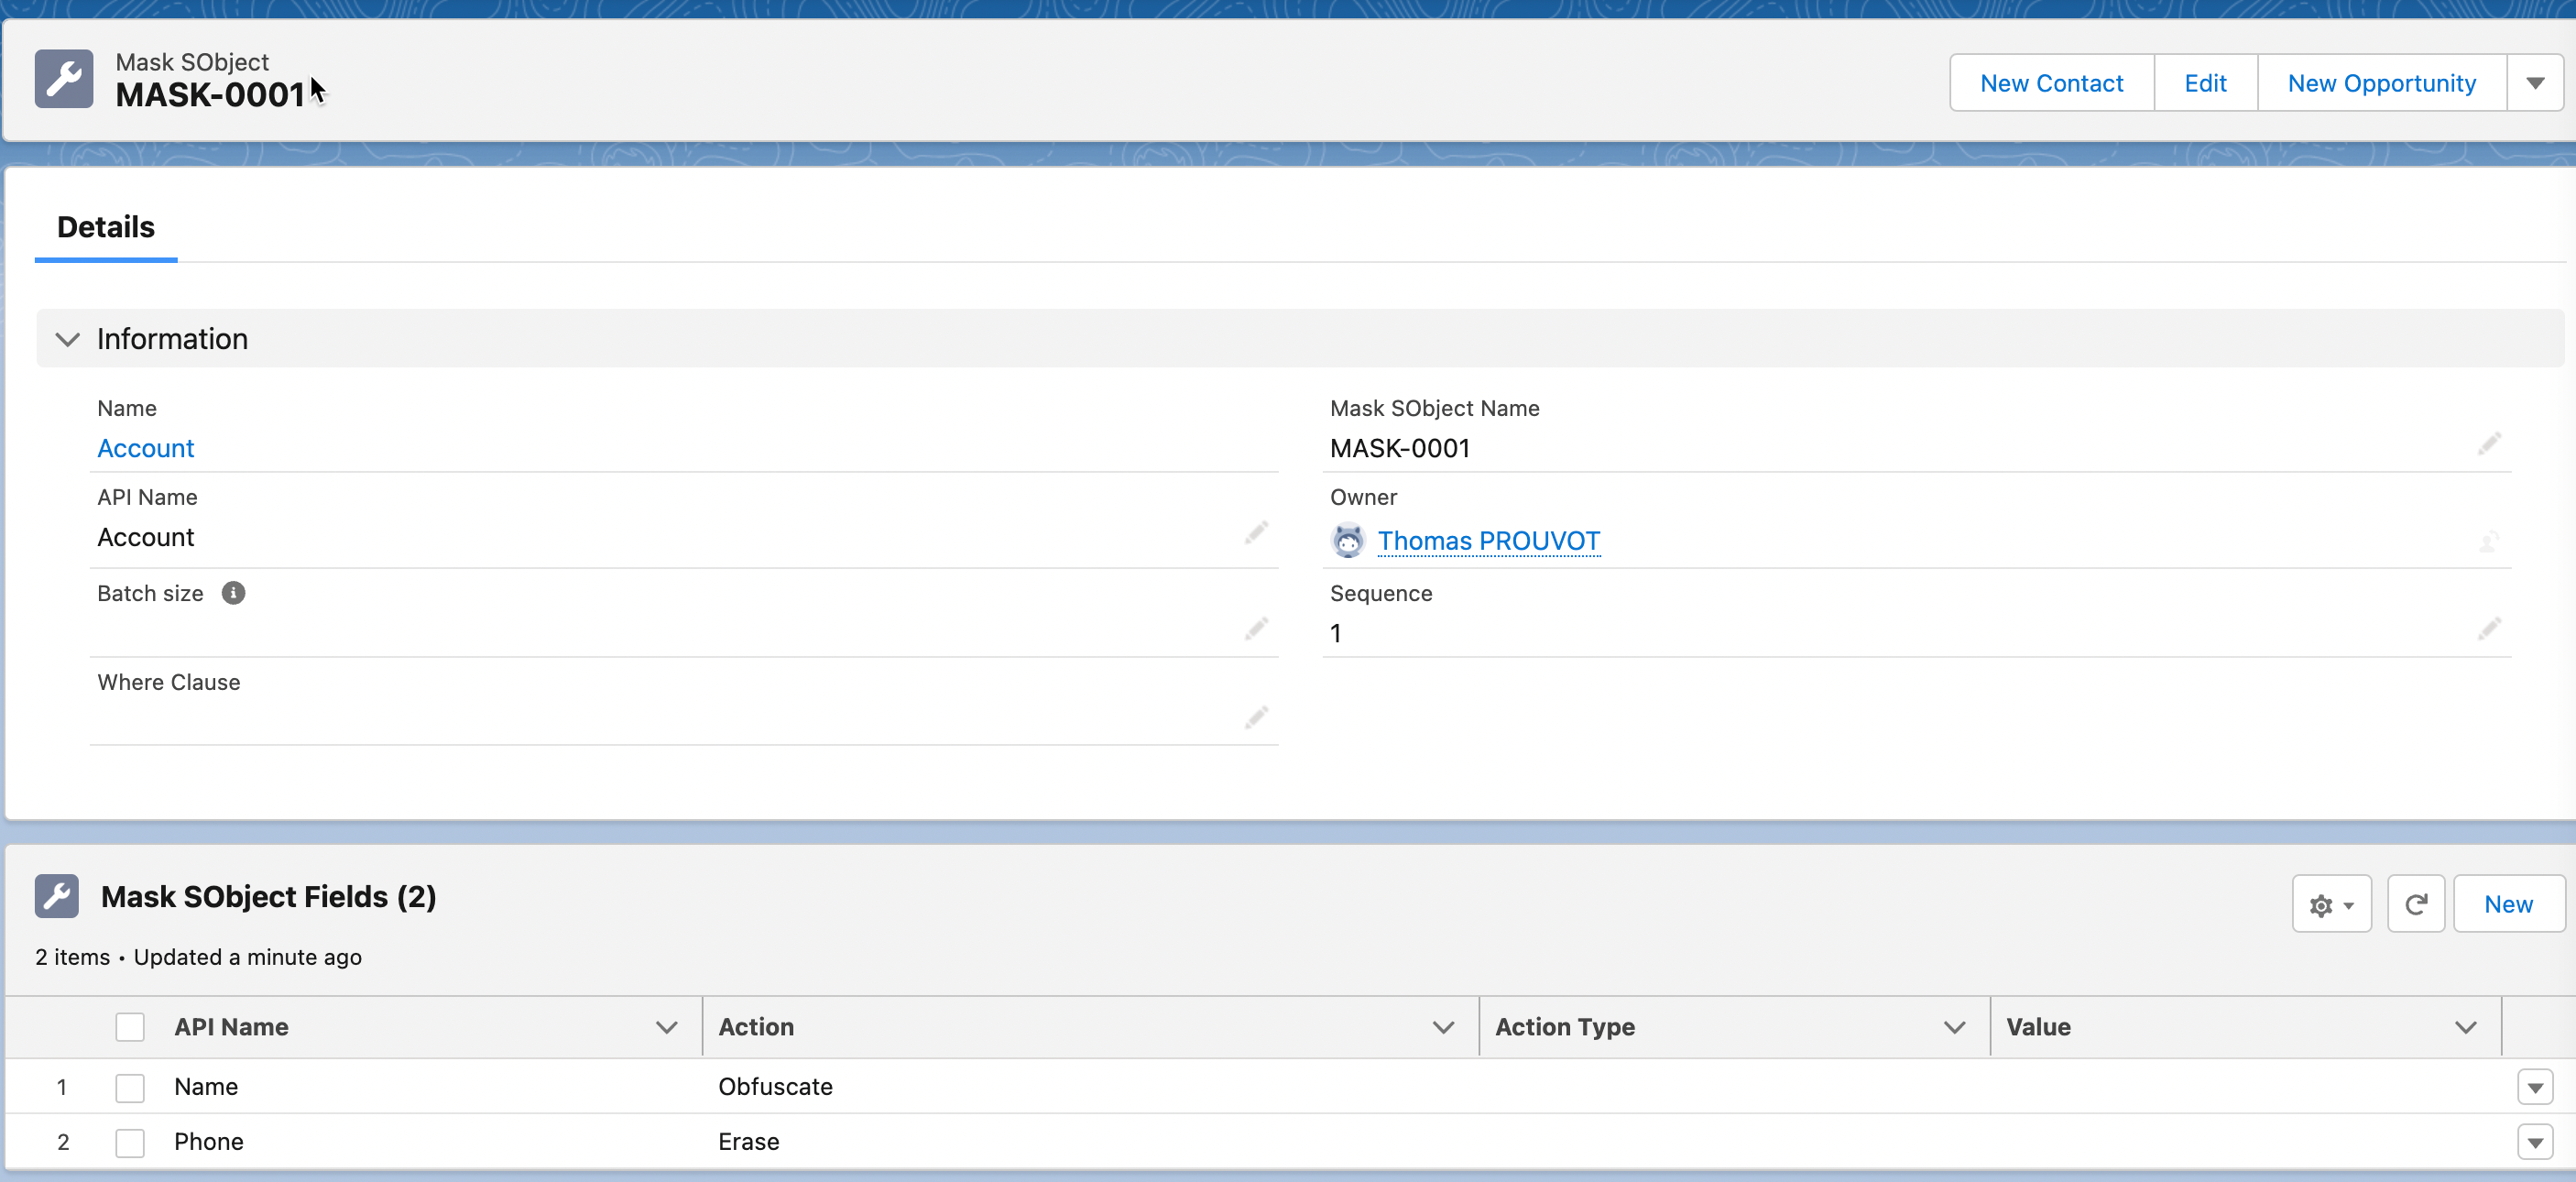 Mask SObject
MASK-0001
New Contact
Edit
New Opportunity
Details
Information
Name
Account
Mask SObject Name
MASK-0001
API Name
Account
Owner
Thomas PROUVOT
Batch size
Sequence
1
Where Clause
Mask SObject Fields (2)
New
2 items • Updated a minute ago
API Name Action Action Type Value
1 Name Obfuscate
2 Phone Erase